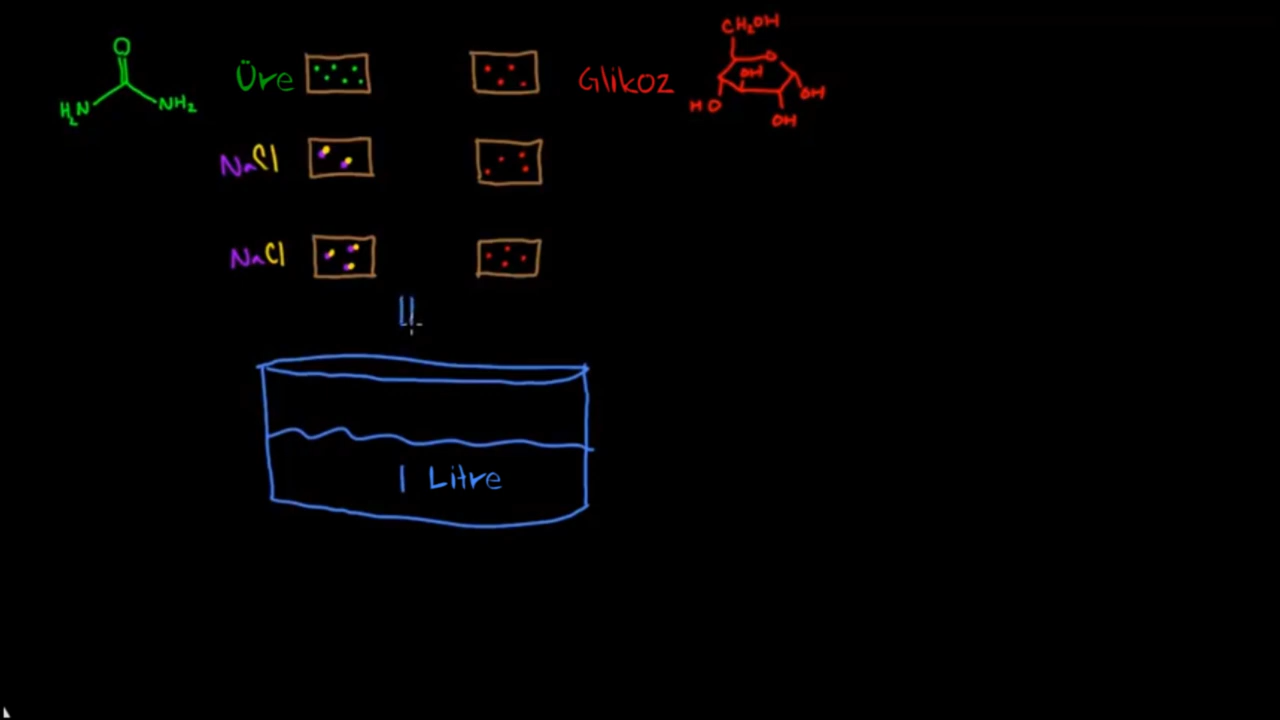 CH₂OH
O
O
Üre
Glikoz
OH
H₂N
NH₂
HO
OH
OH
NaCl
NaCl
1 Litre